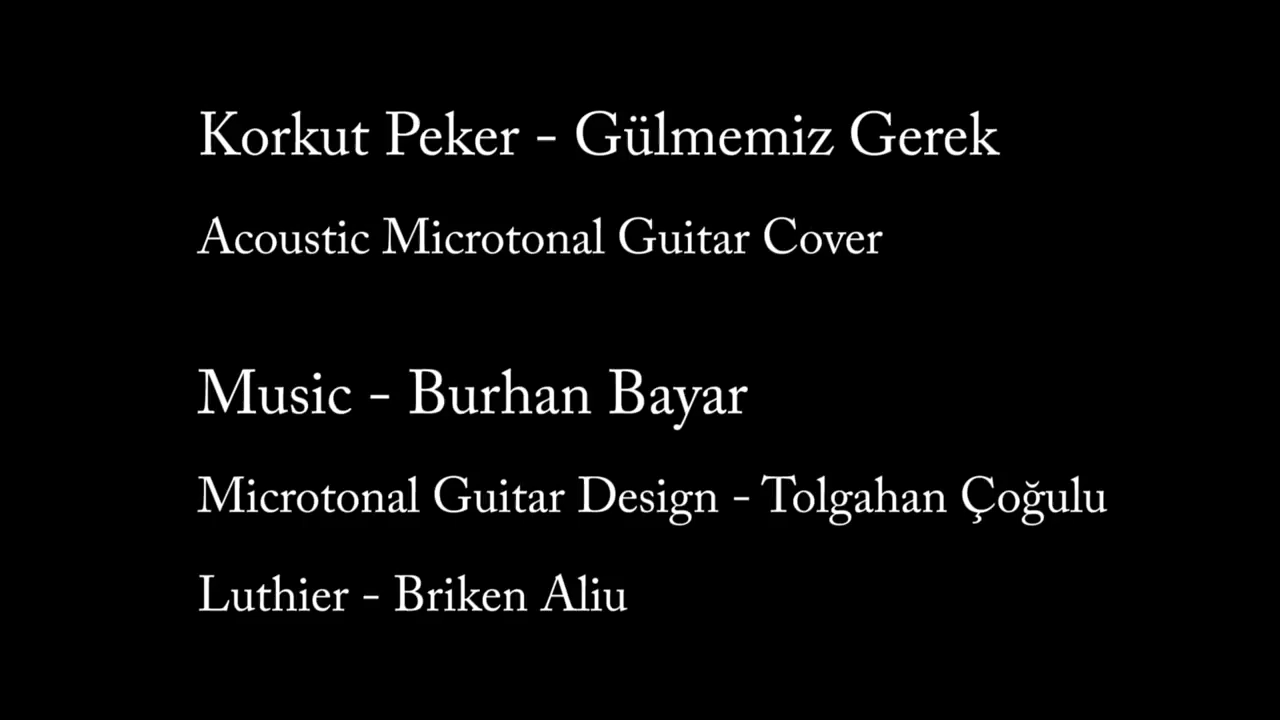 Korkut Peker - Gülmemiz Gerek
Acoustic Microtonal Guitar Cover
Music - Burhan Bayar
Microtonal Guitar Design - Tolgahan Çoğulu
Luthier - Briken Aliu